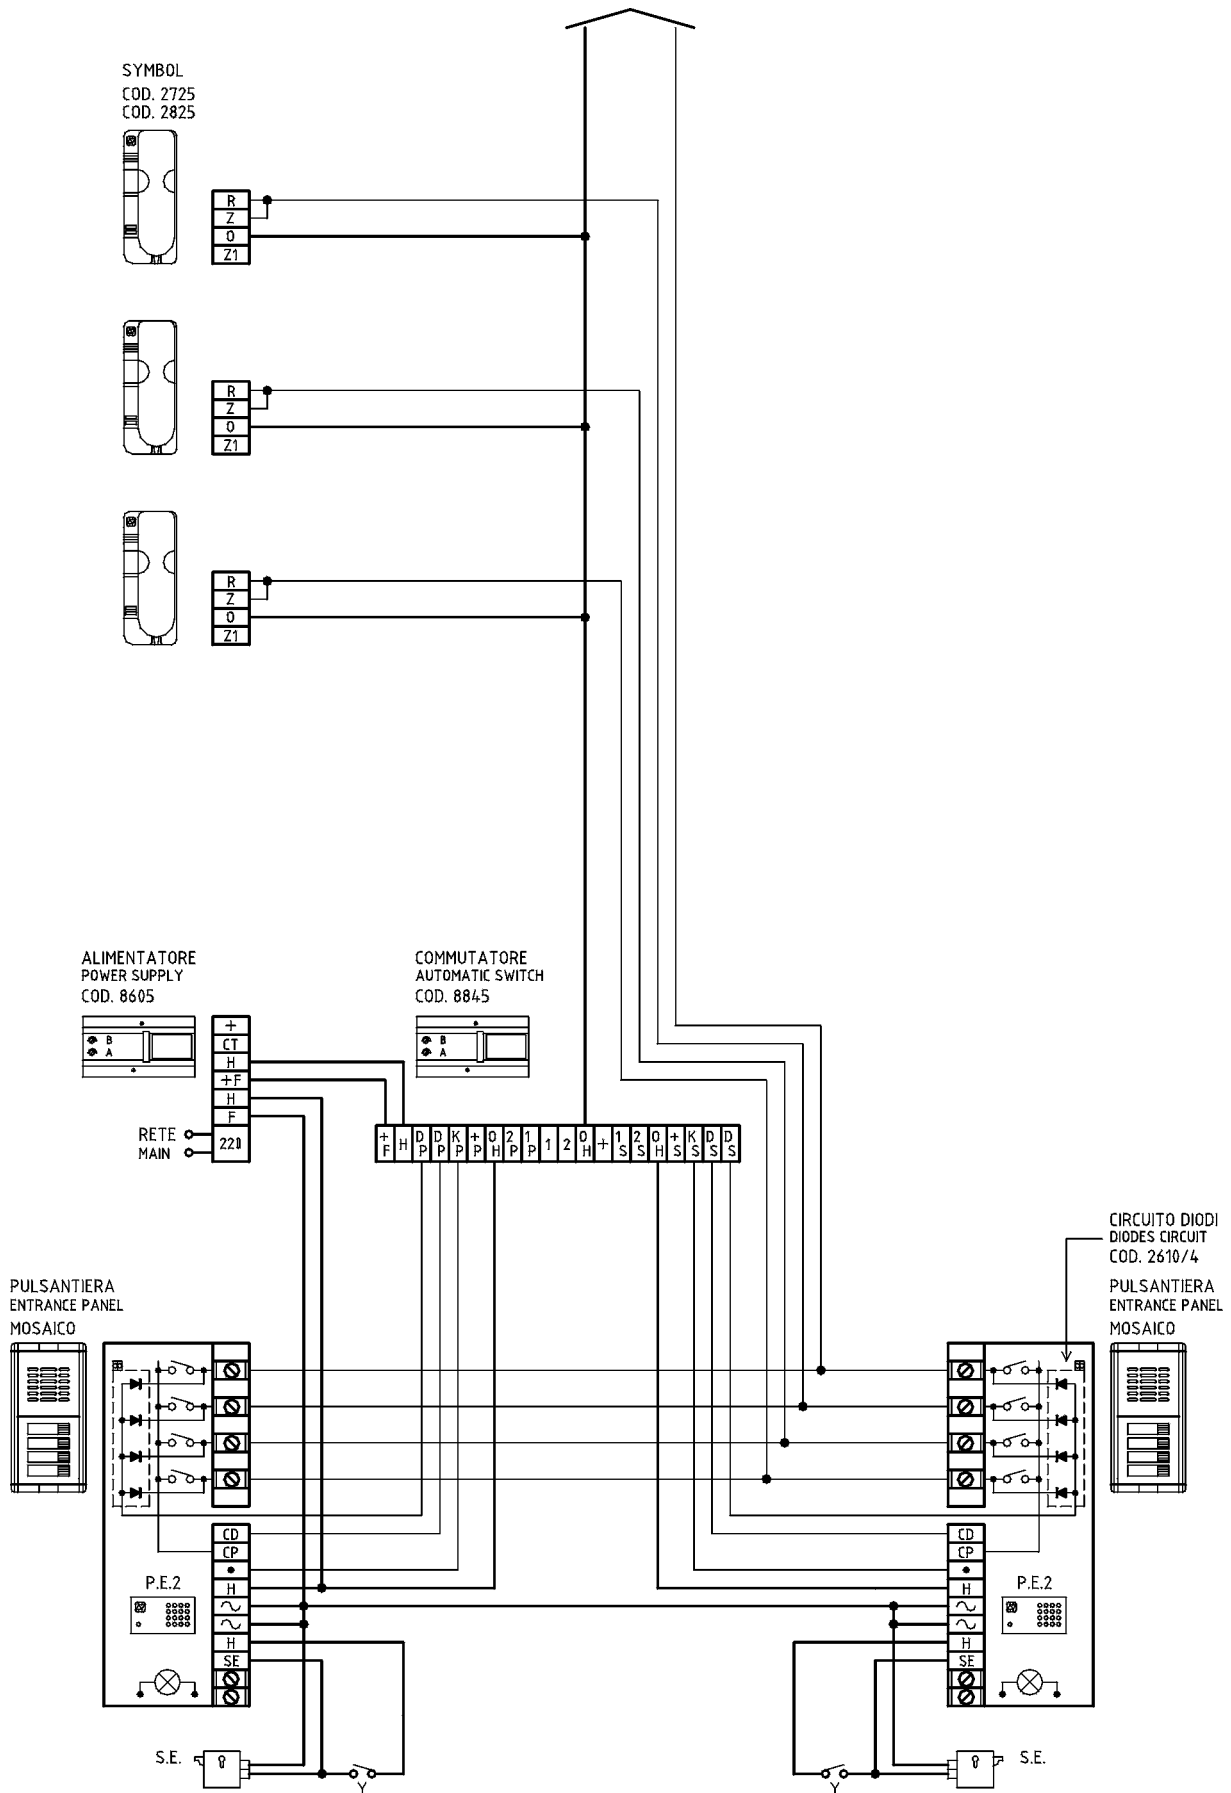 SYMBOL
COD. 2725
COD. 2825
R
Z
0
Z1
R
Z
0
Z1
R
Z
0
Z1
ALIMENTATORE
POWER SUPPLY
COD. 8605
B
A
+
CT
H
+F
H
F
220
RETE
MAIN
COMMUTATORE
AUTOMATIC SWITCH
COD. 8845
B
A
+F H DP DP KP +P 0H 2P 1P 1 2 0H + 1S 2S 0H +S KS DS DS
CIRCUITO DIODI
DIODES CIRCUIT
COD. 2610/4
PULSANTIERA
ENTRANCE PANEL
MOSAICO
PULSANTIERA
ENTRANCE PANEL
MOSAICO
CD
CP
•
H
H
SE
P.E.2
CD
CP
•
H
H
SE
P.E.2
S.E.
Y
Y
S.E.